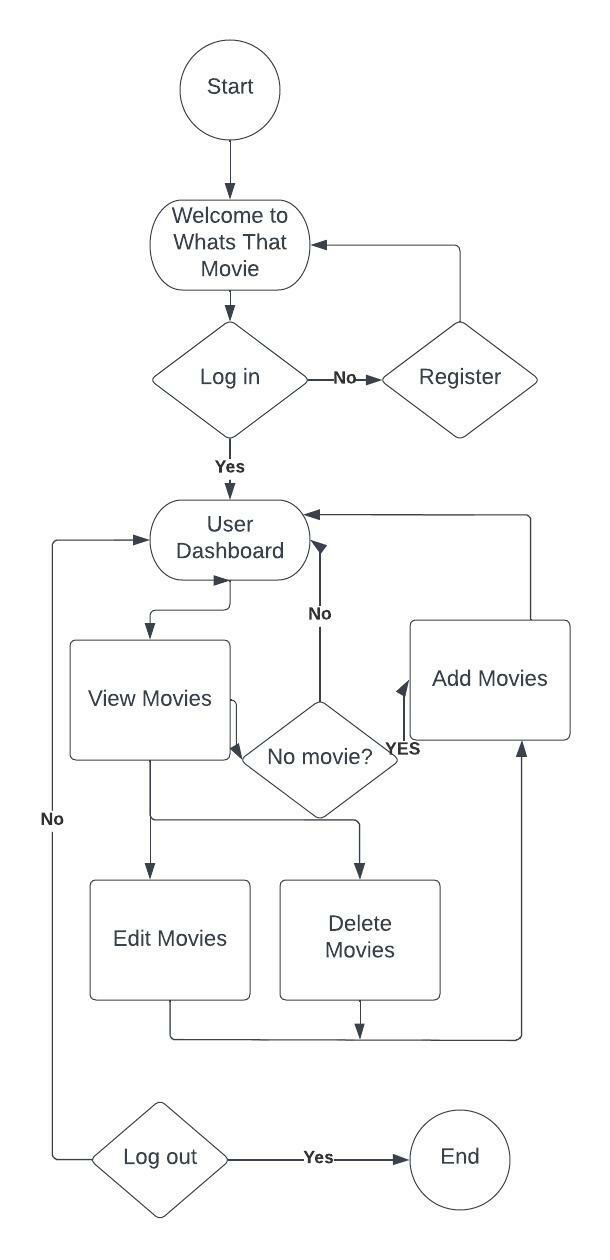 Start
Welcome to
Whats That
Movie
Log in
No
Register
Yes
User
Dashboard
No
View Movies
No movie?
YES
Add Movies
No
Edit Movies
Delete
Movies
Log out
Yes
End